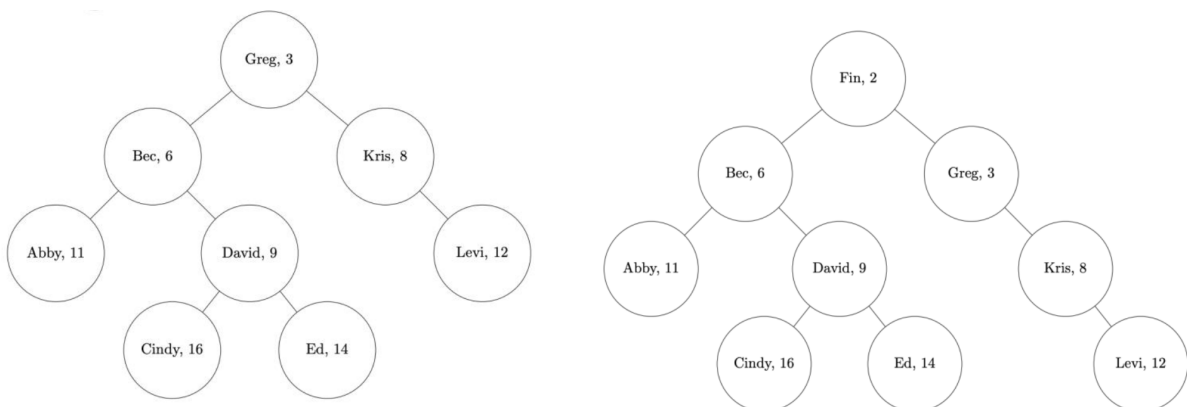 Greg, 3
Bec, 6
Kris, 8
Abby, 11
David, 9
Levi, 12
Cindy, 16
Ed, 14
Fin, 2
Bec, 6
Greg, 3
Abby, 11
David, 9
Kris, 8
Cindy, 16
Ed, 14
Levi, 12